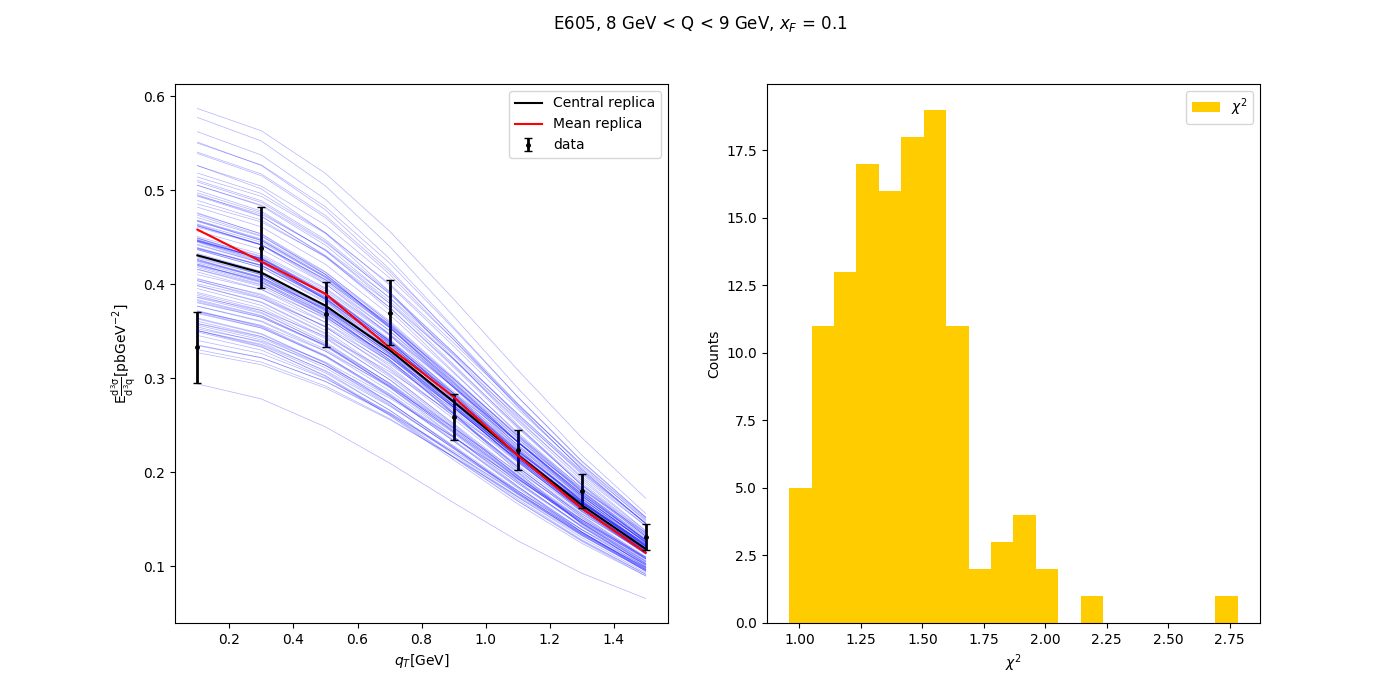 E605, 8 GeV < Q < 9 GeV, x_F = 0.1
Central replica
Mean replica
data
0.6
0.5
0.4
0.3
0.2
0.1
E d³σ/d³q [pbGeV⁻²]
0.2 0.4 0.6 0.8 1.0 1.2 1.4
q_T[GeV]
χ²
17.5
15.0
12.5
10.0
7.5
5.0
2.5
0.0
Counts
1.00 1.25 1.50 1.75 2.00 2.25 2.50 2.75
χ²